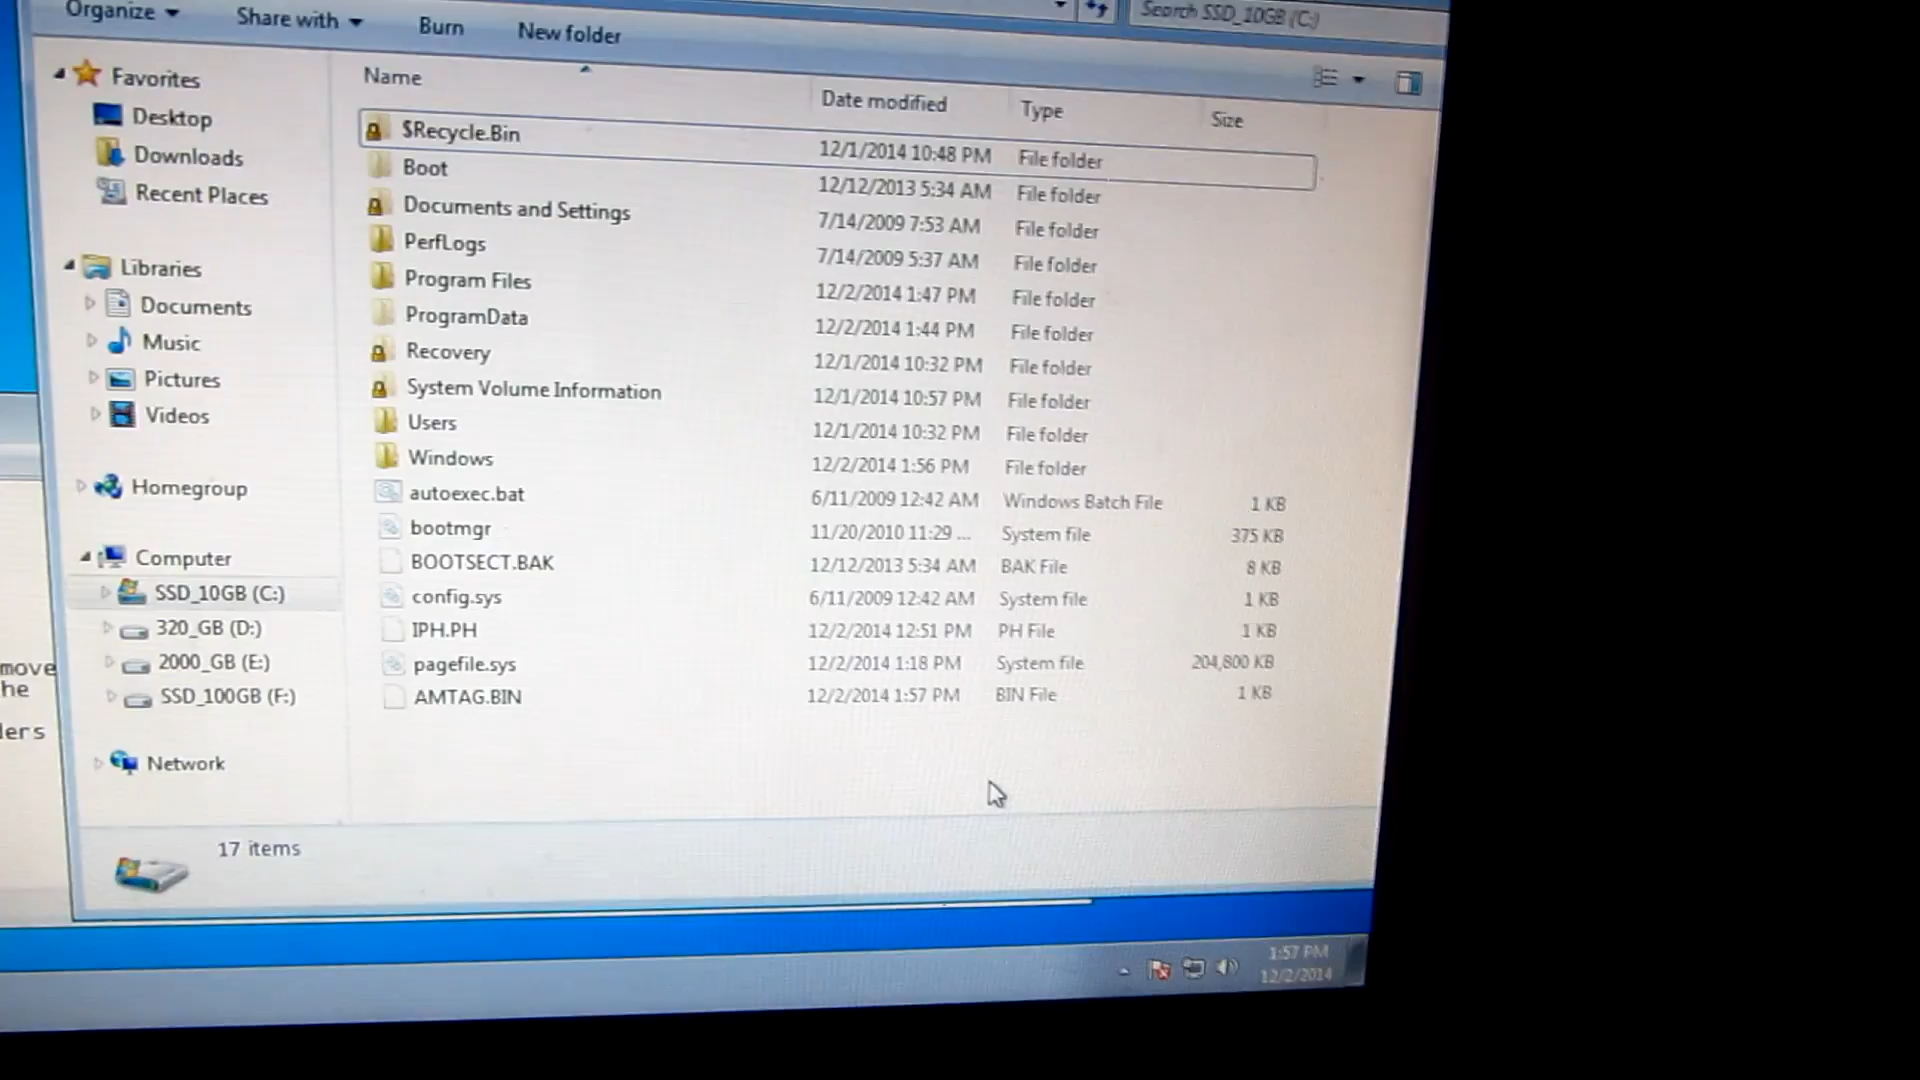 Organize Share with Burn New folder Search SSD_10GB (C:)
Name Date modified Type Size
$Recycle.Bin 12/1/2014 10:48 PM File folder
Boot 12/12/2013 5:34 AM File folder
Documents and Settings 7/14/2009 7:53 AM File folder
PerfLogs 7/14/2009 5:37 AM File folder
Program Files 12/2/2014 1:47 PM File folder
ProgramData 12/2/2014 1:44 PM File folder
Recovery 12/1/2014 10:32 PM File folder
System Volume Information 12/1/2014 10:57 PM File folder
Users 12/1/2014 10:32 PM File folder
Windows 12/2/2014 1:56 PM File folder
autoexec.bat 6/11/2009 12:42 AM Windows Batch File 1 KB
bootmgr 11/20/2010 11:29 ... System file 375 KB
BOOTSECT.BAK 12/12/2013 5:34 AM BAK File 8 KB
config.sys 6/11/2009 12:42 AM System file 1 KB
IPH.PH 12/2/2014 12:51 PM PH File 1 KB
pagefile.sys 12/2/2014 1:18 PM System file 204,800 KB
AMTAG.BIN 12/2/2014 1:57 PM BIN File 1 KB
Favorites
Desktop
Downloads
Recent Places
Libraries
Documents
Music
Pictures
Videos
Homegroup
Computer
SSD_10GB (C:)
320_GB (D:)
2000_GB (E:)
SSD_100GB (F:)
Network
move
he
ders
17 items
1:57 PM
12/2/2014